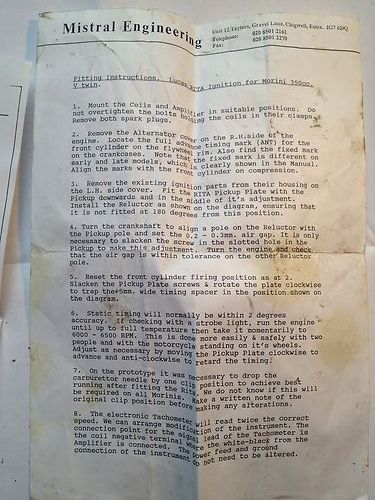 Mistral Engineering
Unit 12 Taylors, Gravel Lane, Chigwell, Essex. IG7 6DQ
Telephone: 020 8501 2161
Fax: 020 8501 2270
Fitting Instructions. Lucas RITA Ignition for Morini 350cc.
V twin.
1. Mount the Coils and Amplifier in suitable positions. Do
not overtighten the bolts housing the coils in their clamps.
Remove both spark plugs.
2. Remove the Alternator cover on the R.H.side of the
engine. Locate the full advance timing mark (ANT) for the
front cylinder on the flywheel rim. Also find the fixed mark
on the crankcases. Note that the fixed mark is different on
early and late models, which is clearly shown in the Manual.
Align the marks with the front cylinder on compression.
3. Remove the existing ignition parts from their housing on
the L.H. side cover. Fit the RITA Pickup Plate with the
Pickup downwards and in the middle of it's adjustment.
Install the Reluctor as shown on the diagram, ensuring that
it is not fitted at 180 degrees from this position.
4. Turn the crankshaft to align a pole on the Reluctor with
the Pickup pole and set the 0.2 - 0.1mm. air gap. It is only
necessary to slacken the screw in the slotted hole in the
Pickup to make this adjustment. Turn the engine and check
that the air gap is within tolerance on the other Reluctor
pole.
5. Reset the front cylinder firing position as at 2.
Slacken the Pickup Plate screws & rotate the plate clockwise
to trap the 5mm. wide timing spacer in the position shown on
the diagram.
6. Static timing will normally be within 2 degrees
accuracy. If checking with a strobe light, run the engine
until up to full temperature then take it momentarily to
6000 - 6500 RPM. This is done more easily & safely with two
people and with the motorcycle standing on it's wheels.
Adjust as necessary by moving the Pickup Plate clockwise to
advance and anti-clockwise to retard the timing.
7. On the prototype it was necessary to drop the
carburettor needle by one clip position to achieve best
running after fitting the Rita. We do not know if this will
be required on all Morinis. Make a written note of the
original clip position before making any alterations.
8. The electronic Tachometer will read twice the correct
speed. We can arrange modification of the instrument. The
connection point for the signal lead of the Tachometer is
the coil negative terminal where the white-black from the
Amplifier is connected. The power feed and ground
connection of the instrument do not need to be altered.